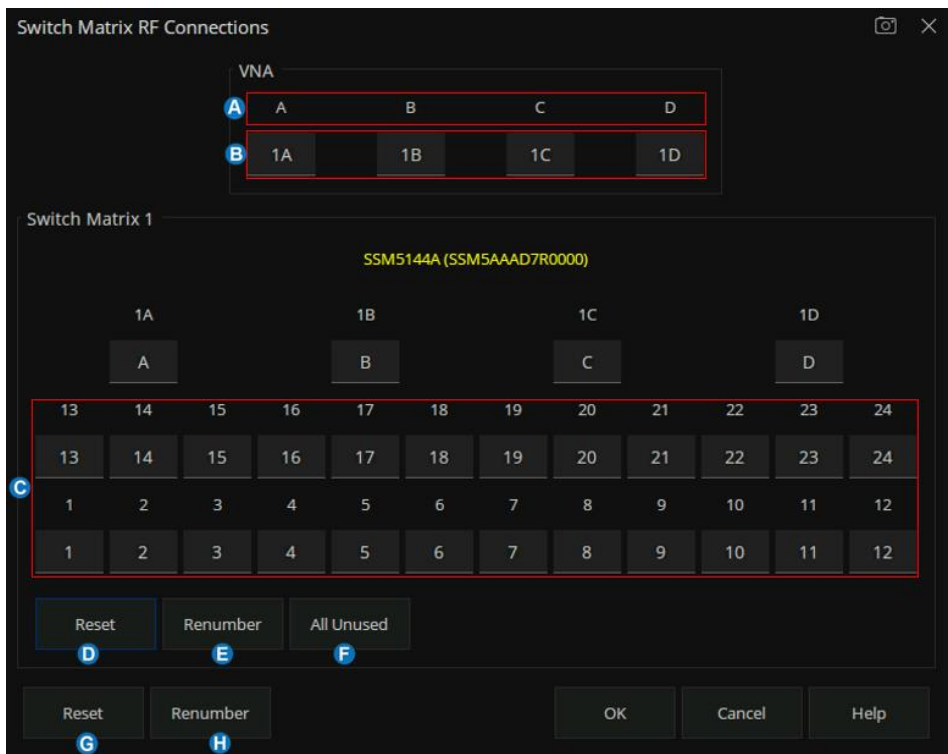 Switch Matrix RF Connections
VNA
A A B C D
B 1A 1B 1C 1D
Switch Matrix 1
SSM5144A (SSM5AAAD7R0000)
1A 1B 1C 1D
A B C D
13 14 15 16 17 18 19 20 21 22 23 24
13 14 15 16 17 18 19 20 21 22 23 24
C
1 2 3 4 5 6 7 8 9 10 11 12
1 2 3 4 5 6 7 8 9 10 11 12
Reset Renumber All Unused
D E F
Reset Renumber OK Cancel Help
G H